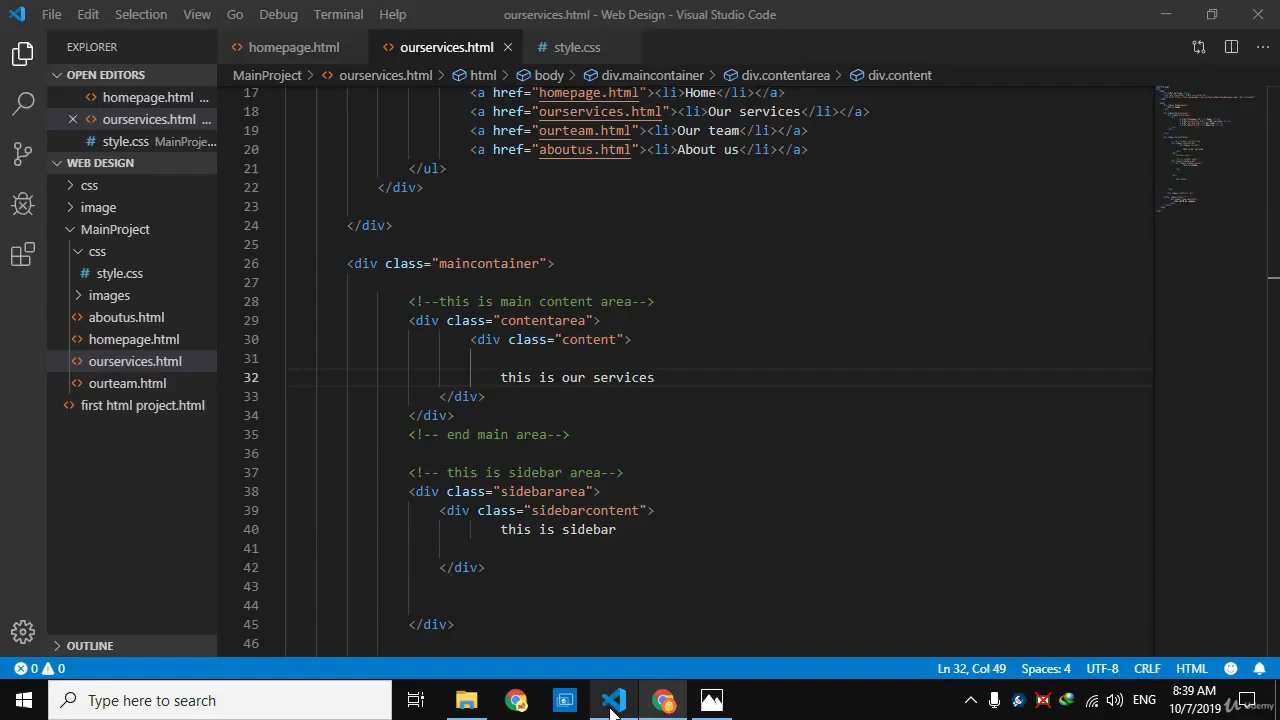 File Edit Selection View Go Debug Terminal Help ourservices.html - Web Design - Visual Studio Code
EXPLORER
homepage.html ourservices.html style.css
MainProject > ourservices.html > html > body > div.maincontainer > div.contentarea > div.content
OPEN EDITORS
homepage.html ...
ourservices.html ...
style.css MainProje...
WEB DESIGN
css
image
MainProject
css
style.css
images
aboutus.html
homepage.html
ourservices.html
ourteam.html
first html project.html
OUTLINE
17 <a href="homepage.html"><li>Home</li></a>
18 <a href="ourservices.html"><li>Our services</li></a>
19 <a href="ourteam.html"><li>Our team</li></a>
20 <a href="aboutus.html"><li>About us</li></a>
21 </ul>
22 </div>
23
24 </div>
25
26 <div class="maincontainer">
27
28 <!--this is main content area-->
29 <div class="contentarea">
30 <div class="content">
31
32 this is our services
33 </div>
34 </div>
35 <!-- end main area-->
36
37 <!-- this is sidebar area-->
38 <div class="sidebararea">
39 <div class="sidebarcontent">
40 this is sidebar
41
42 </div>
43
44
45 </div>
46
0 0 Ln 32, Col 49 Spaces: 4 UTF-8 CRLF HTML
Type here to search
ENG
8:39 AM
10/7/2019
Udemy